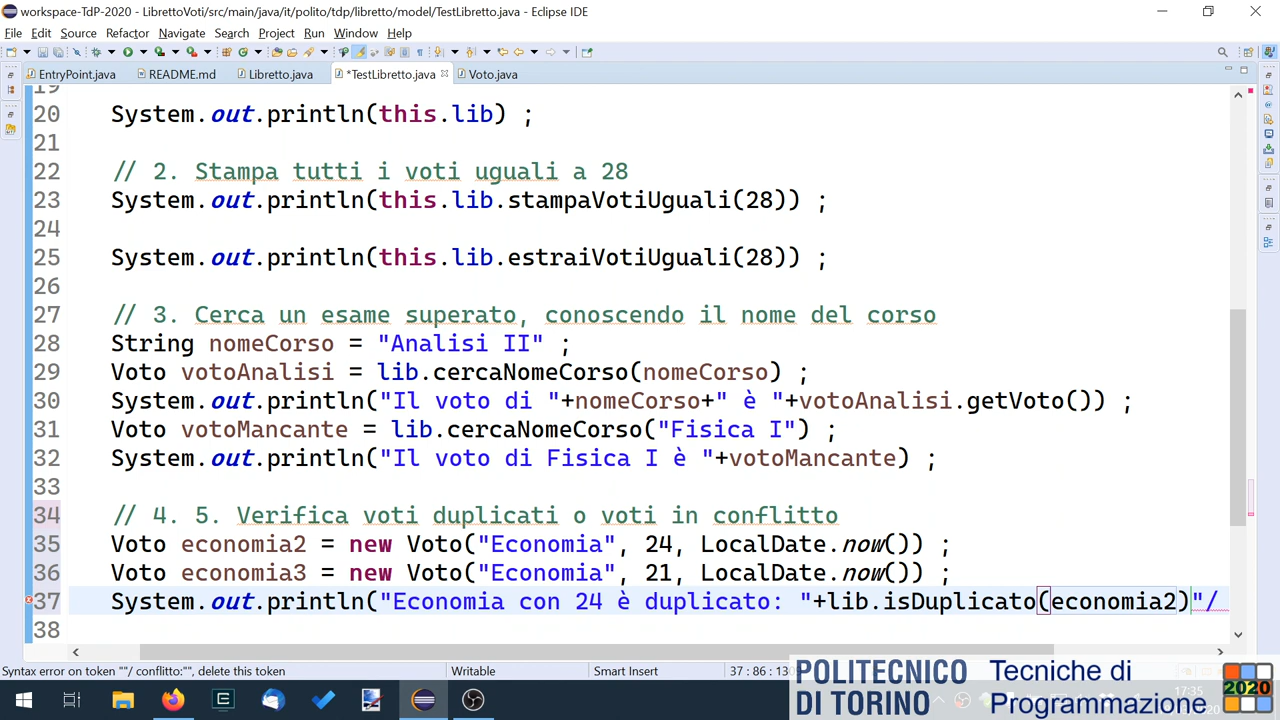 workspace-TdP-2020 - LibrettoVoti/src/main/java/it/polito/tdp/libretto/model/TestLibretto.java - Eclipse IDE
File Edit Source Refactor Navigate Search Project Run Window Help
EntryPoint.java README.md Libretto.java *TestLibretto.java Voto.java
19
20 System.out.println(this.lib) ;
21
22 // 2. Stampa tutti i voti uguali a 28
23 System.out.println(this.lib.stampaVotiUguali(28)) ;
24
25 System.out.println(this.lib.estraiVotiUguali(28)) ;
26
27 // 3. Cerca un esame superato, conoscendo il nome del corso
28 String nomeCorso = "Analisi II" ;
29 Voto votoAnalisi = lib.cercaNomeCorso(nomeCorso) ;
30 System.out.println("Il voto di "+nomeCorso+" è "+votoAnalisi.getVoto()) ;
31 Voto votoMancante = lib.cercaNomeCorso("Fisica I") ;
32 System.out.println("Il voto di Fisica I è "+votoMancante) ;
33
34 // 4. 5. Verifica voti duplicati o voti in conflitto
35 Voto economia2 = new Voto("Economia", 24, LocalDate.now()) ;
36 Voto economia3 = new Voto("Economia", 21, LocalDate.now()) ;
37 System.out.println("Economia con 24 è duplicato: "+lib.isDuplicato(economia2)"/
38
Syntax error on token ""/ conflitto:"", delete this token Writable Smart Insert
POLITECNICO DI TORINO
Tecniche di Programmazione
2020